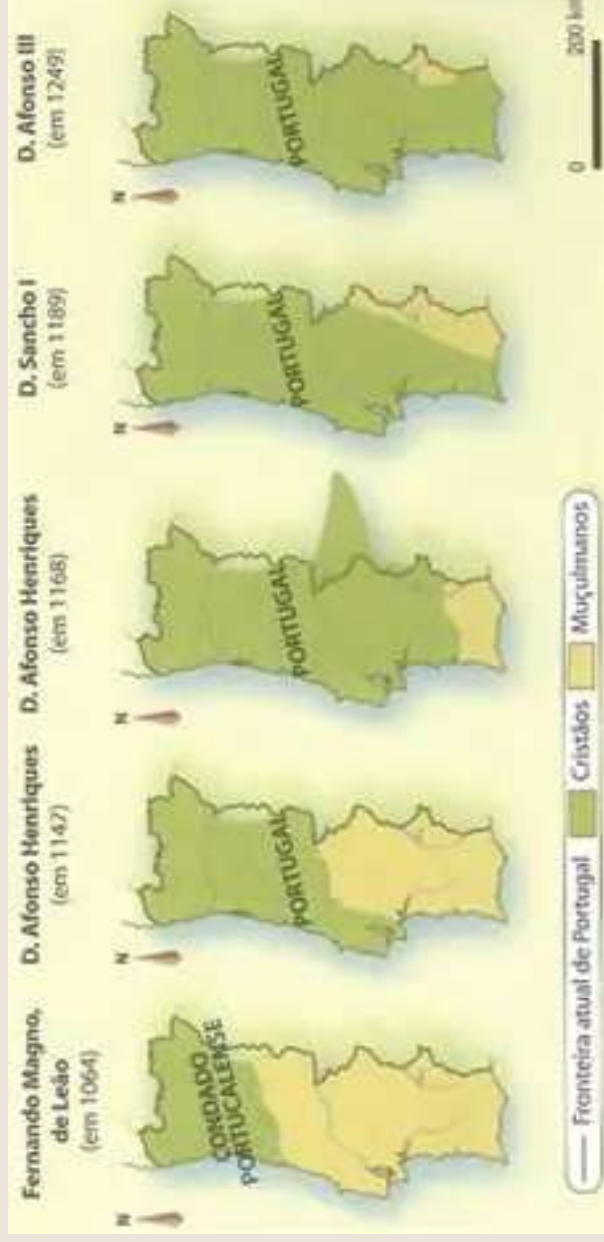 Fernando Magno,
de Leão
(em 1064)
N
CONDADO
PORTUCALENSE
D. Afonso Henriques
(em 1147)
N
PORTUGAL
D. Afonso Henriques
(em 1168)
N
PORTUGAL
D. Sancho I
(em 1189)
N
PORTUGAL
D. Afonso III
(em 1249)
N
PORTUGAL
Fronteira atual de Portugal
Cristãos
Muçulmanos
0 200 km